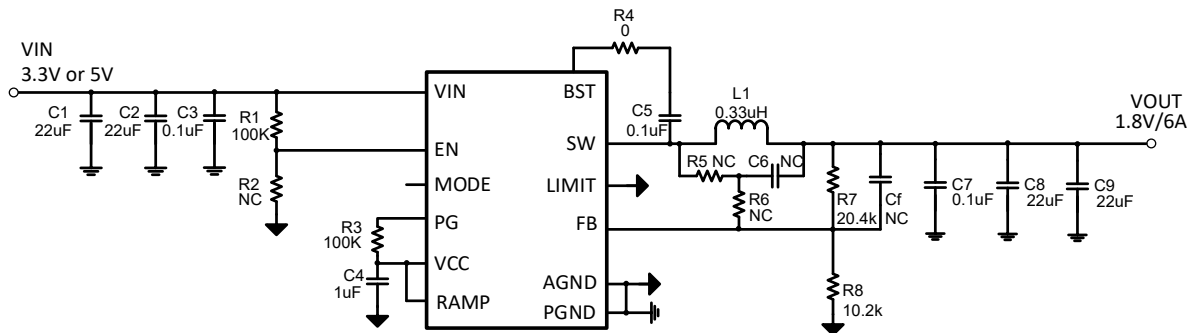 R4
0
VIN
3.3V or 5V
C1
22uF
C2
22uF
C3
0.1uF
R1
100K
R2
NC
VIN
EN
MODE
PG
VCC
RAMP
R3
100K
C4
1uF
BST
SW
LIMIT
FB
AGND
PGND
C5
0.1uF
L1
0.33uH
R5 NC
C6 NC
R6
NC
R7
20.4k
Cf
NC
R8
10.2k
C7
0.1uF
C8
22uF
C9
22uF
VOUT
1.8V/6A